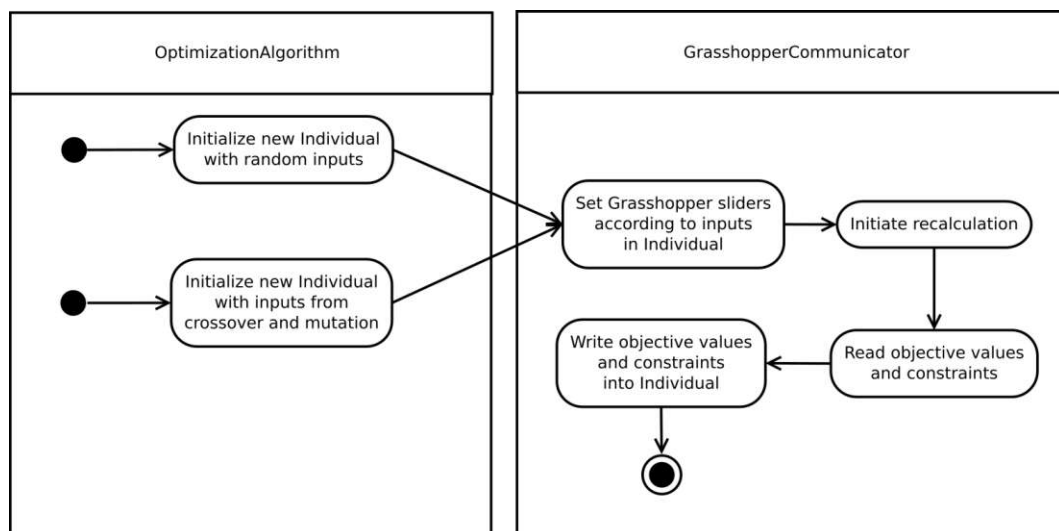 OptimizationAlgorithm
GrasshopperCommunicator
Initialize new Individual
with random inputs
Set Grasshopper sliders
according to inputs
in Individual
Initiate recalculation
Initialize new Individual
with inputs from
crossover and mutation
Write objective values
and constraints
into Individual
Read objective values
and constraints